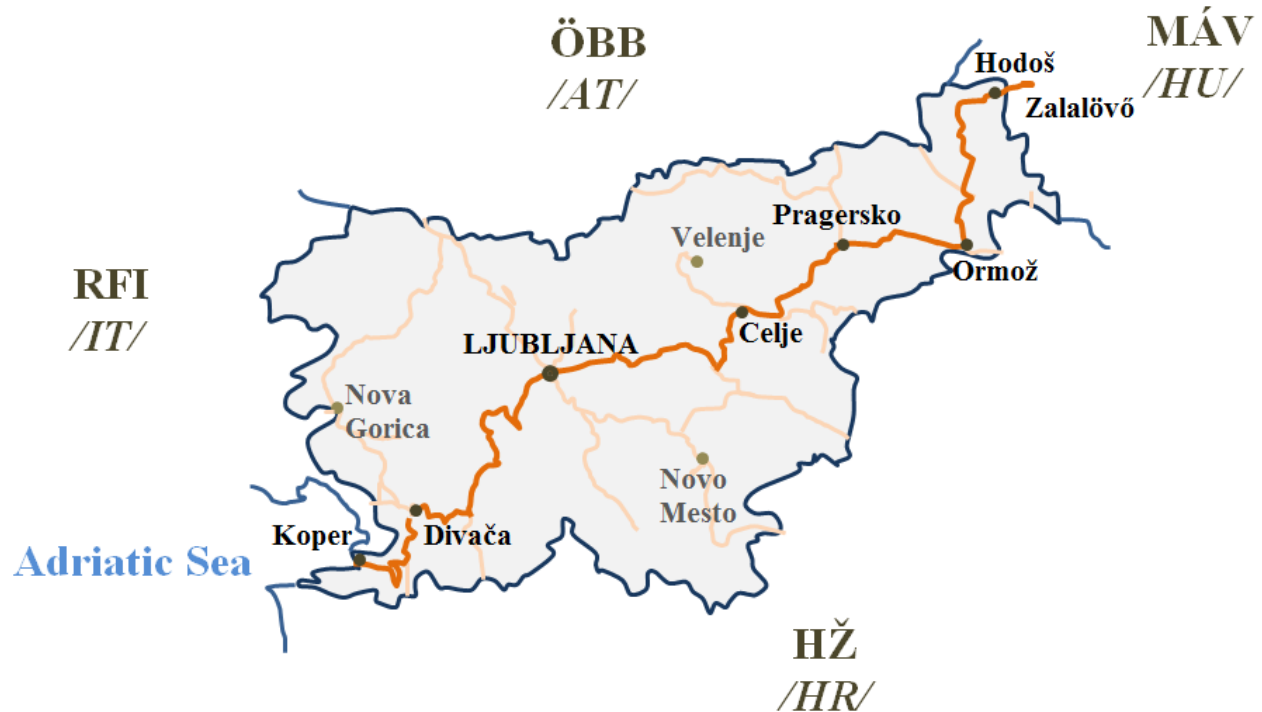 ÖBB
/AT/
MÁV
/HU/
Hodoš
Zalalövő
Pragersko
Velenje
Ormož
RFI
/IT/
Celje
LJUBLJANA
Nova
Gorica
Novo
Mesto
Koper
Divača
Adriatic Sea
HŽ
/HR/